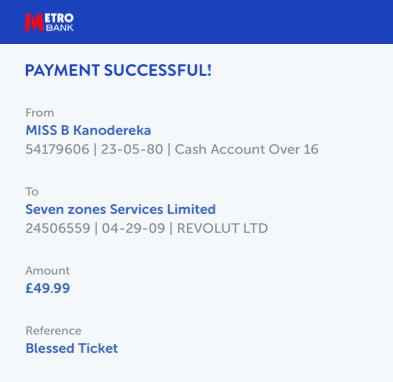 METRO
BANK
PAYMENT SUCCESSFUL!
From
MISS B Kanodereka
54179606 | 23-05-80 | Cash Account Over 16
To
Seven zones Services Limited
24506559 | 04-29-09 | REVOLUT LTD
Amount
£49.99
Reference
Blessed Ticket